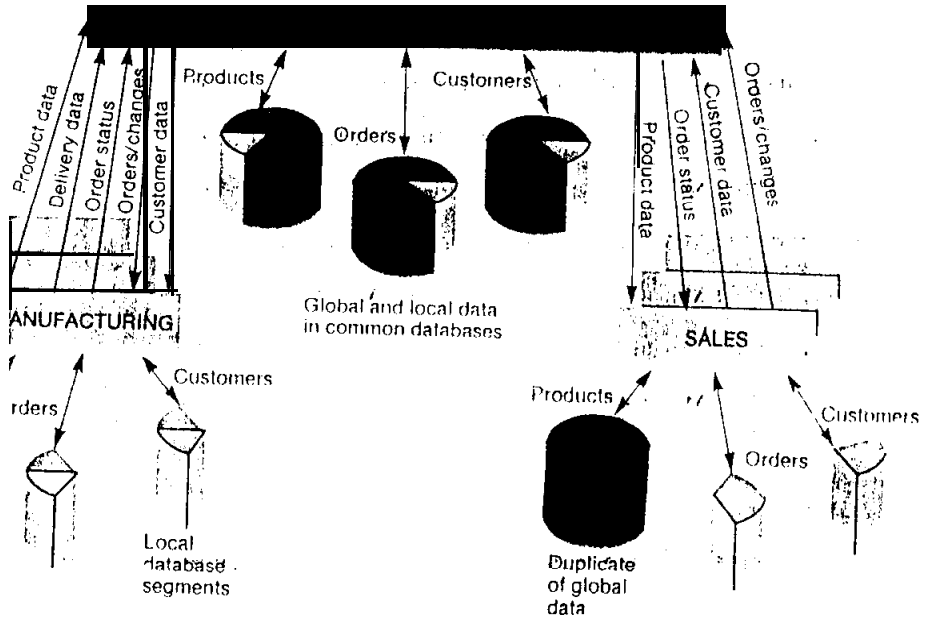 Products
Customers
Orders
Product data
Delivery data
Order status
Orders/changes
Customer data
Product data
Order status
Customer data
Orders/changes
Global and local data
in common databases
ANUFACTURING
SALES
rders
Customers
Local
database
segments
Products
Orders
Customers
Duplicate
of global
data